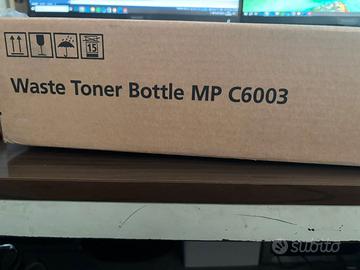 15
Waste Toner Bottle MP C6003
subito